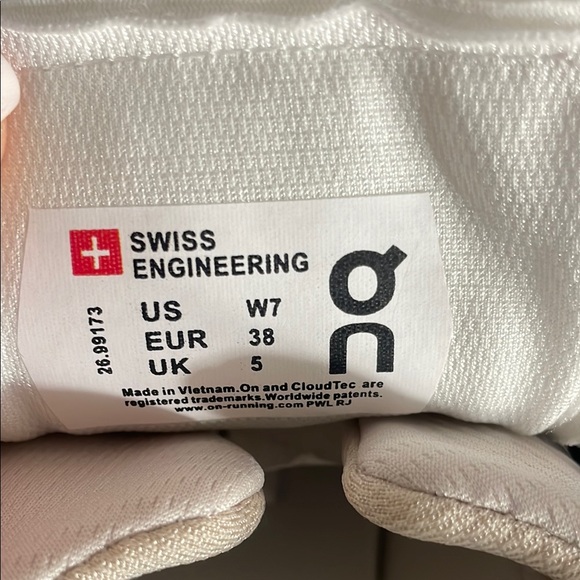 SWISS
ENGINEERING
On
26.99173
US W7
EUR 38
UK 5
Made in Vietnam.On and CloudTec are
registered trademarks.Worldwide patents.
www.on-running.com PWL RJ